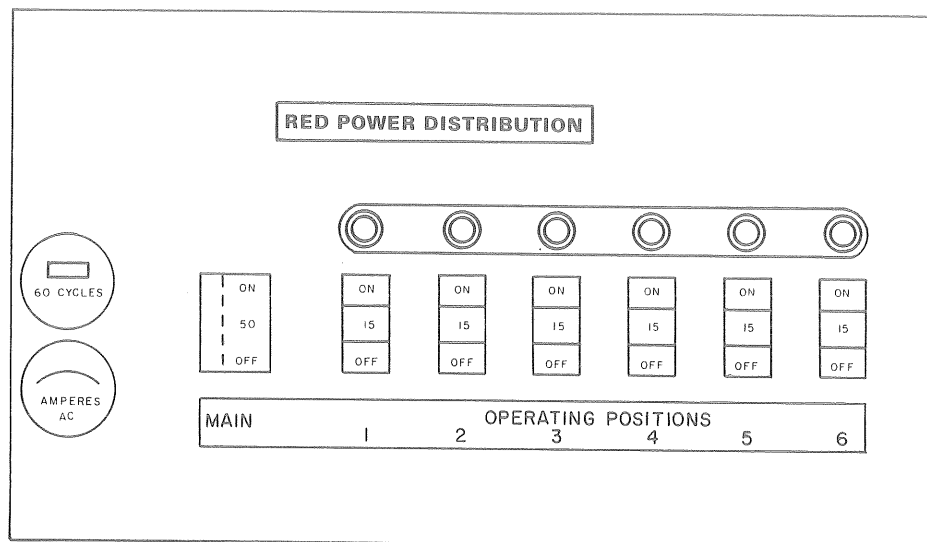 RED POWER DISTRIBUTION
60 CYCLES
ON ON ON ON ON ON ON
50 15 15 15 15 15 15
OFF OFF OFF OFF OFF OFF OFF
AMPERES
AC
MAIN OPERATING POSITIONS
1 2 3 4 5 6